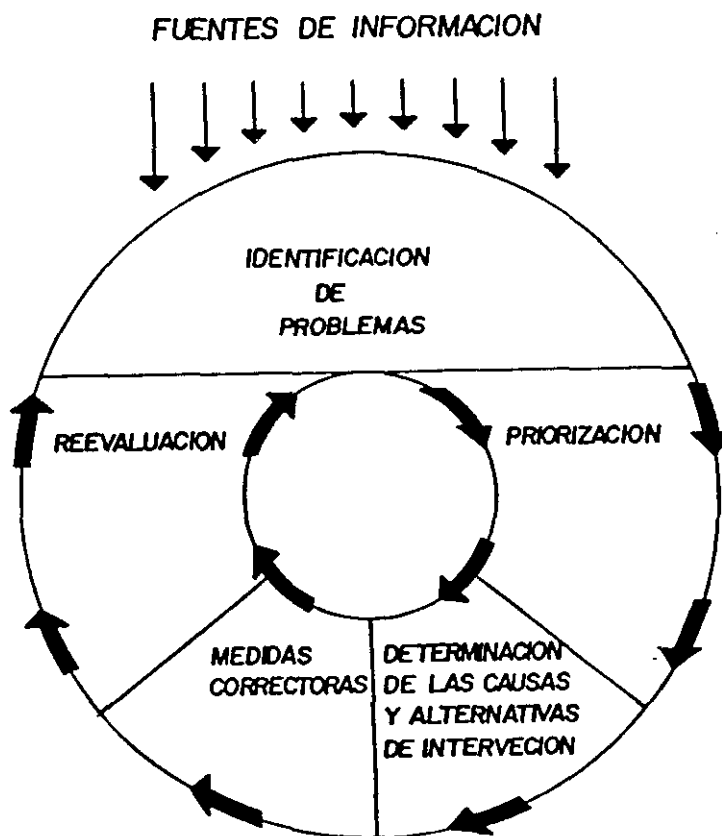 FUENTES DE INFORMACION
IDENTIFICACION
DE
PROBLEMAS
REEVALUACION
PRIORIZACION
MEDIDAS
CORRECTORAS
DETERMINACION
DE LAS CAUSAS
Y ALTERNATIVAS
DE INTERVECION